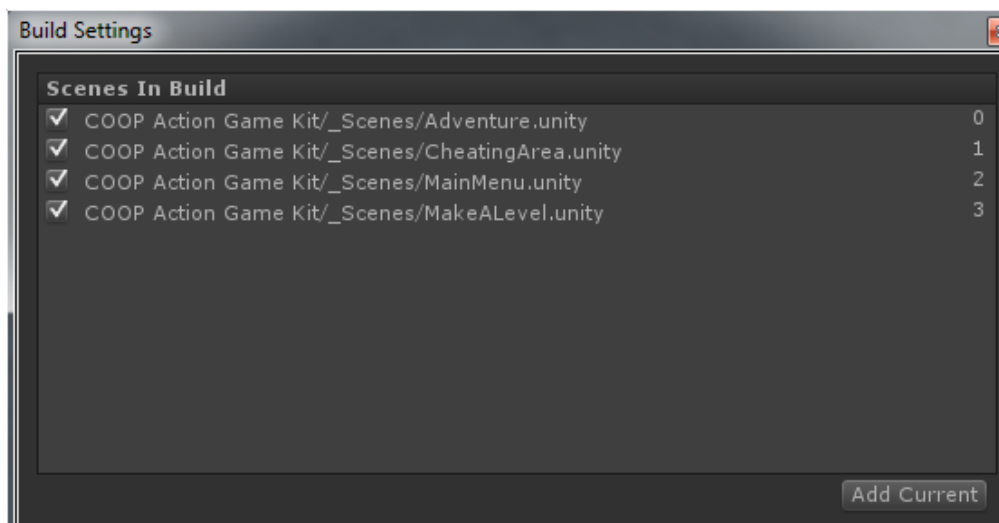 Build Settings
Scenes In Build
COOP Action Game Kit/_Scenes/Adventure.unity 0
COOP Action Game Kit/_Scenes/CheatingArea.unity 1
COOP Action Game Kit/_Scenes/MainMenu.unity 2
COOP Action Game Kit/_Scenes/MakeALevel.unity 3
Add Current